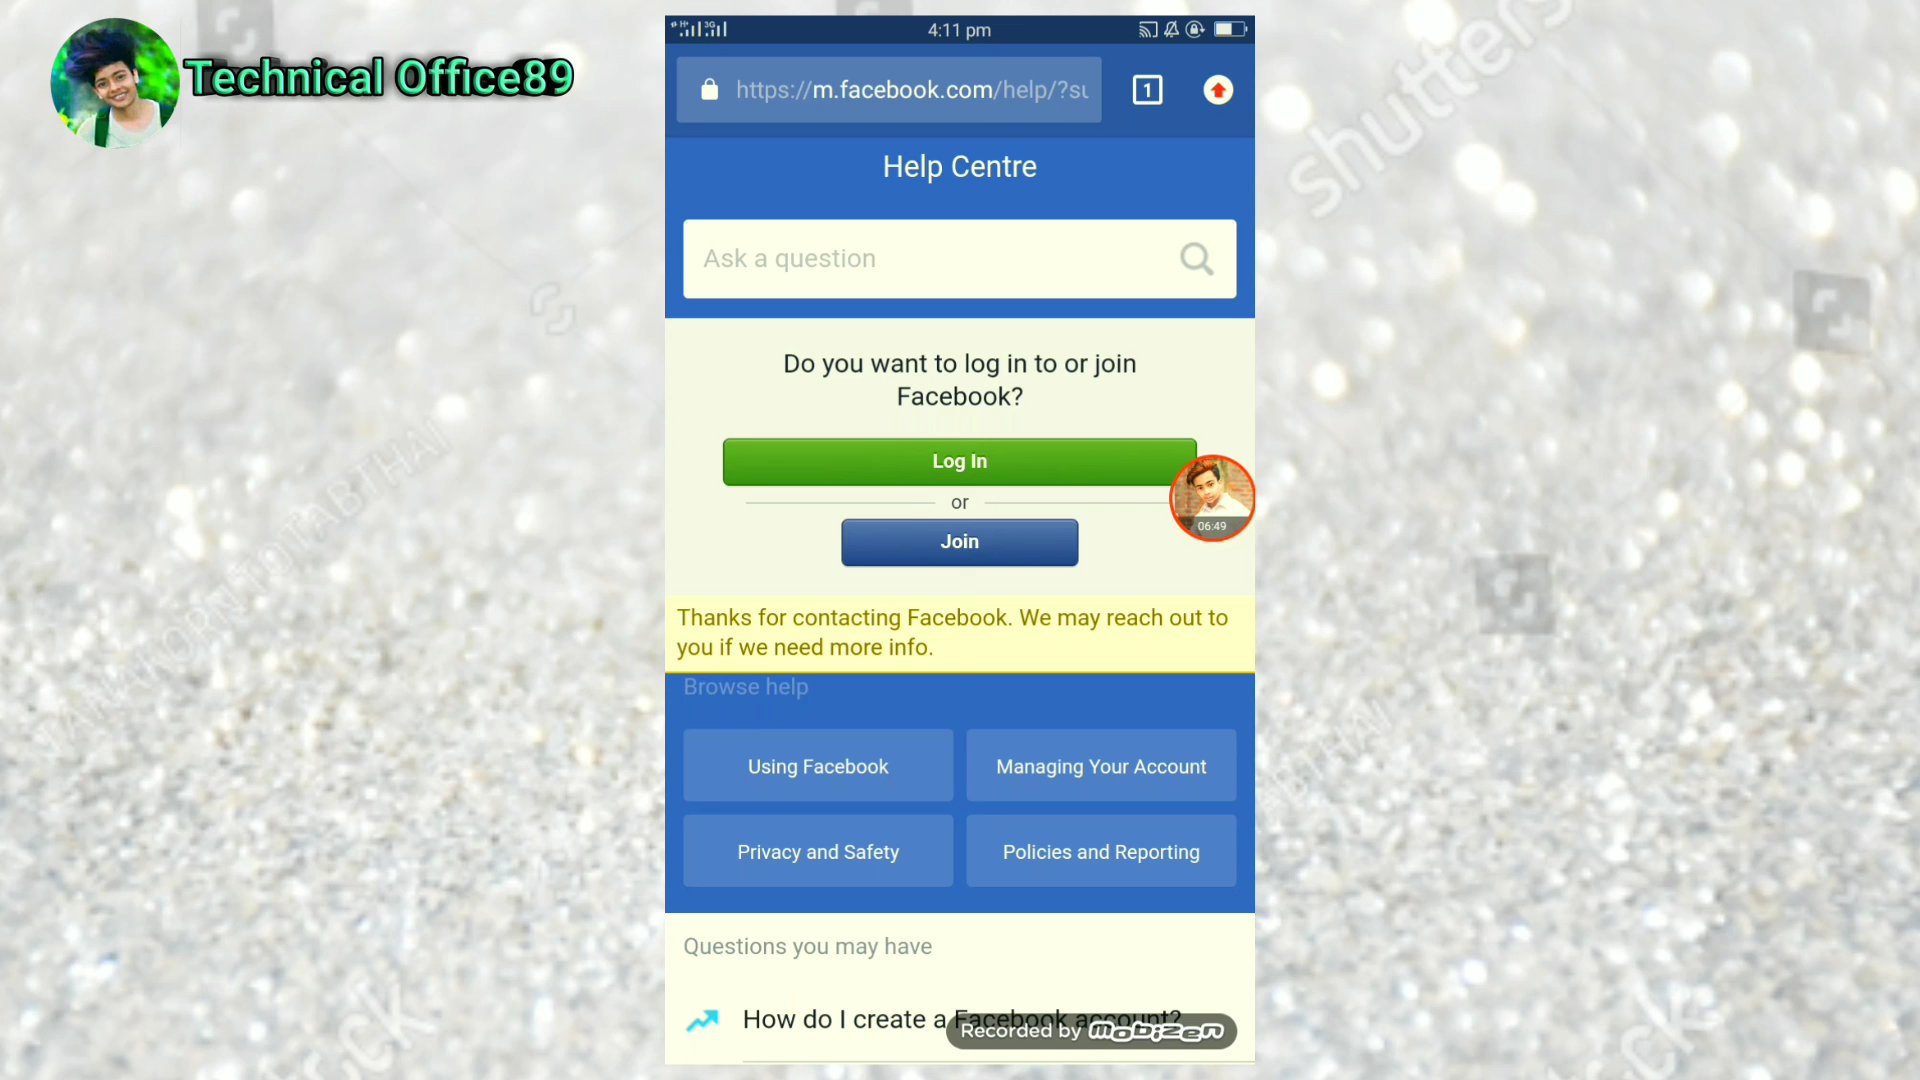 Technical Office89
H+ 3G
4:11 pm
https://m.facebook.com/help/?su
1
Help Centre
Ask a question
Do you want to log in to or join
Facebook?
Log In
or
Join
06:49
Thanks for contacting Facebook. We may reach out to
you if we need more info.
Browse help
Using Facebook
Managing Your Account
Privacy and Safety
Policies and Reporting
Questions you may have
How do I create a Facebook account?
Recorded by mobizen
shutters